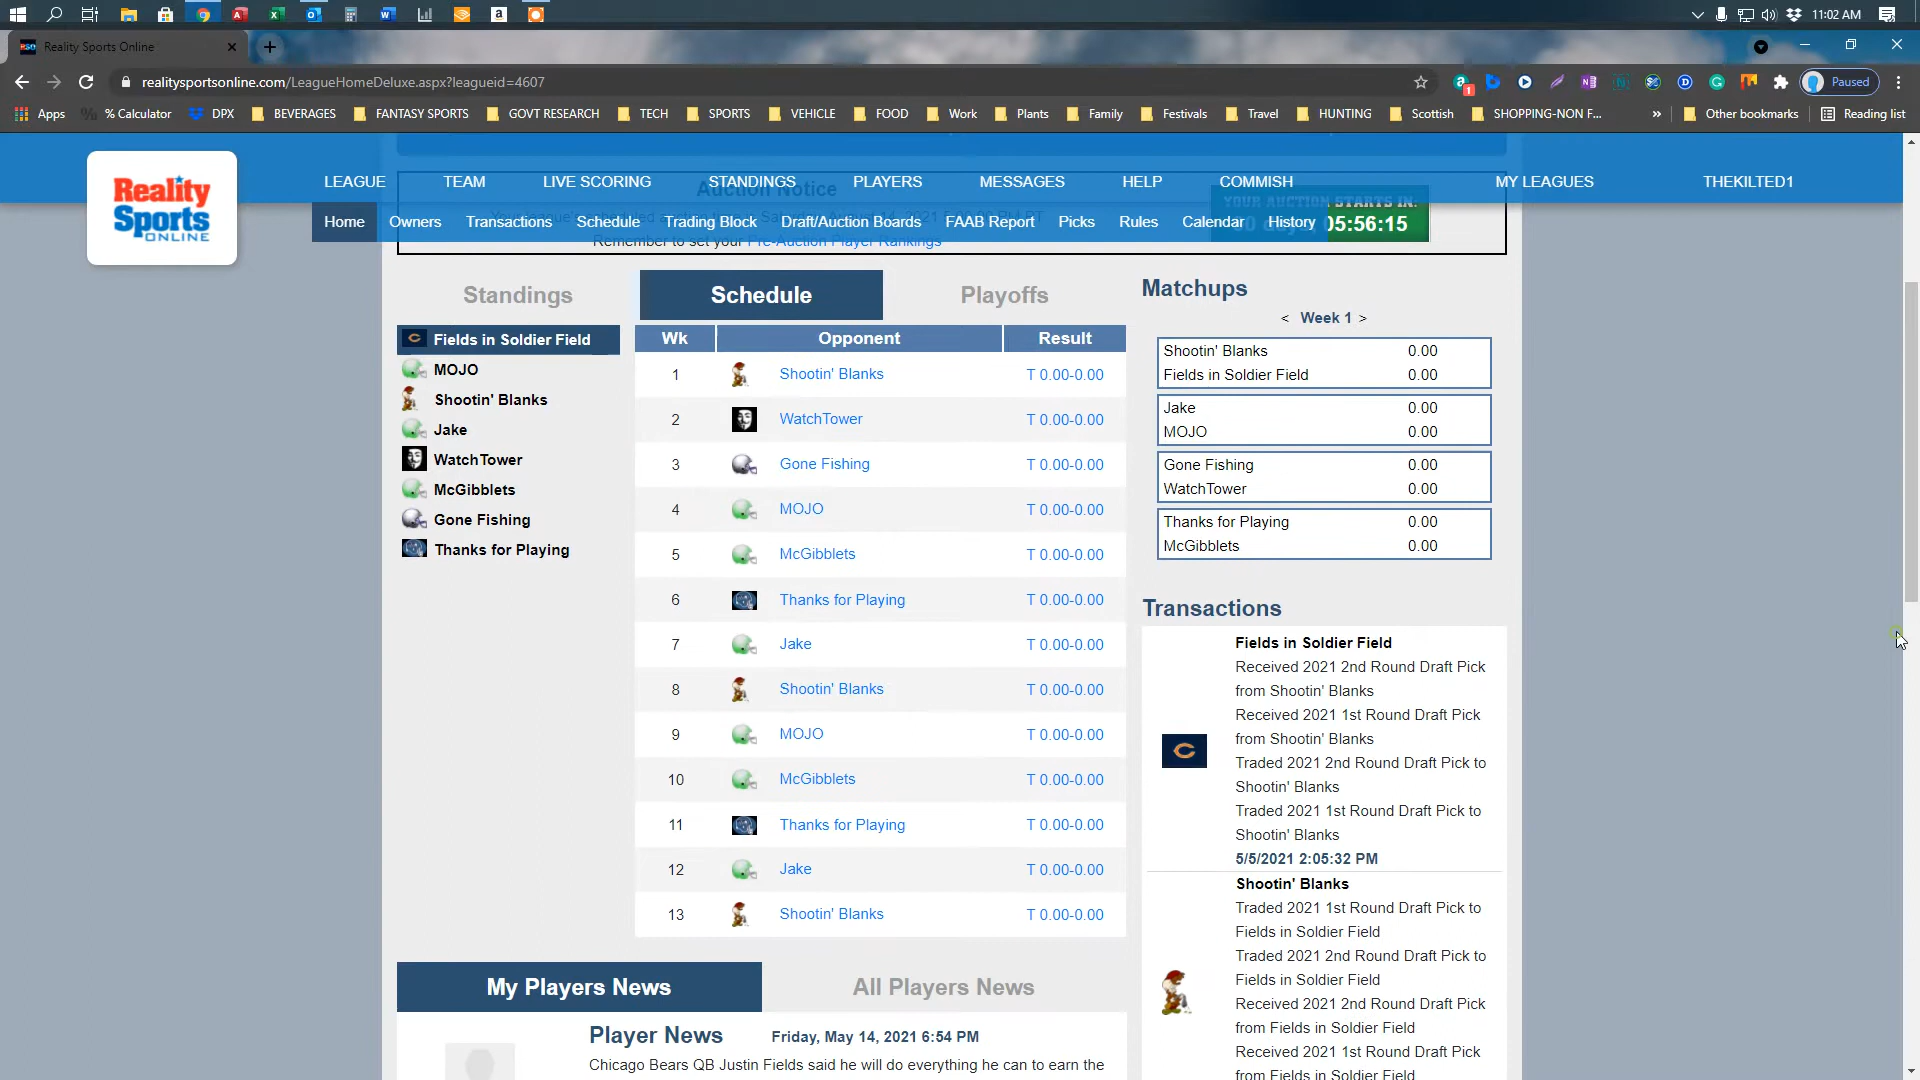 11:02 AM
Reality Sports Online
realitysportsonline.com/LeagueHomeDeluxe.aspx?leagueid=4607
1
Paused
Apps
% Calculator
DPX
BEVERAGES
FANTASY SPORTS
GOVT RESEARCH
TECH
SPORTS
VEHICLE
FOOD
Work
Plants
Family
Festivals
Travel
HUNTING
Scottish
SHOPPING-NON F...
»
Other bookmarks
Reading list
Reality
Sports
ONLINE
LEAGUE
TEAM
LIVE SCORING
STANDINGS
PLAYERS
MESSAGES
HELP
COMMISH
MY LEAGUES
THEKILTED1
Auction Notice
YOUR AUCTION STARTS IN:
Home
Owners
Transactions
Schedule
Trading Block
Draft/Auction Boards
FAAB Report
Picks
Rules
Calendar
History
days, 05:56:15
Remember to set your Pre-Auction Player Rankings
Standings
Schedule
Playoffs
Fields in Soldier Field
MOJO
Shootin' Blanks
Jake
WatchTower
McGibblets
Gone Fishing
Thanks for Playing
Wk Opponent Result
1 Shootin' Blanks T 0.00-0.00
2 WatchTower T 0.00-0.00
3 Gone Fishing T 0.00-0.00
4 MOJO T 0.00-0.00
5 McGibblets T 0.00-0.00
6 Thanks for Playing T 0.00-0.00
7 Jake T 0.00-0.00
8 Shootin' Blanks T 0.00-0.00
9 MOJO T 0.00-0.00
10 McGibblets T 0.00-0.00
11 Thanks for Playing T 0.00-0.00
12 Jake T 0.00-0.00
13 Shootin' Blanks T 0.00-0.00
Matchups
< Week 1 >
Shootin' Blanks 0.00
Fields in Soldier Field 0.00
Jake 0.00
MOJO 0.00
Gone Fishing 0.00
WatchTower 0.00
Thanks for Playing 0.00
McGibblets 0.00
Transactions
Fields in Soldier Field
Received 2021 2nd Round Draft Pick
from Shootin' Blanks
Received 2021 1st Round Draft Pick
from Shootin' Blanks
Traded 2021 2nd Round Draft Pick to
Shootin' Blanks
Traded 2021 1st Round Draft Pick to
Shootin' Blanks
5/5/2021 2:05:32 PM
Shootin' Blanks
Traded 2021 1st Round Draft Pick to
Fields in Soldier Field
Traded 2021 2nd Round Draft Pick to
Fields in Soldier Field
Received 2021 2nd Round Draft Pick
from Fields in Soldier Field
Received 2021 1st Round Draft Pick
from Fields in Soldier Field
My Players News
All Players News
Player News Friday, May 14, 2021 6:54 PM
Chicago Bears QB Justin Fields said he will do everything he can to earn the